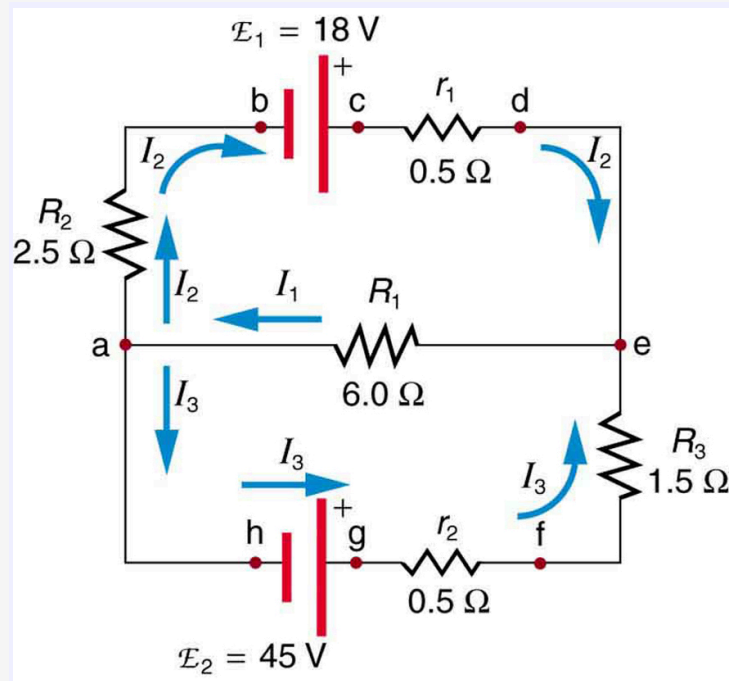 ℰ₁ = 18 V
+
b
c
r₁
d
I₂
0.5 Ω
I₂
R₂
2.5 Ω
I₂
I₁
R₁
a
e
6.0 Ω
I₃
I₃
R₃
1.5 Ω
I₃
+
h
g
r₂
f
0.5 Ω
ℰ₂ = 45 V